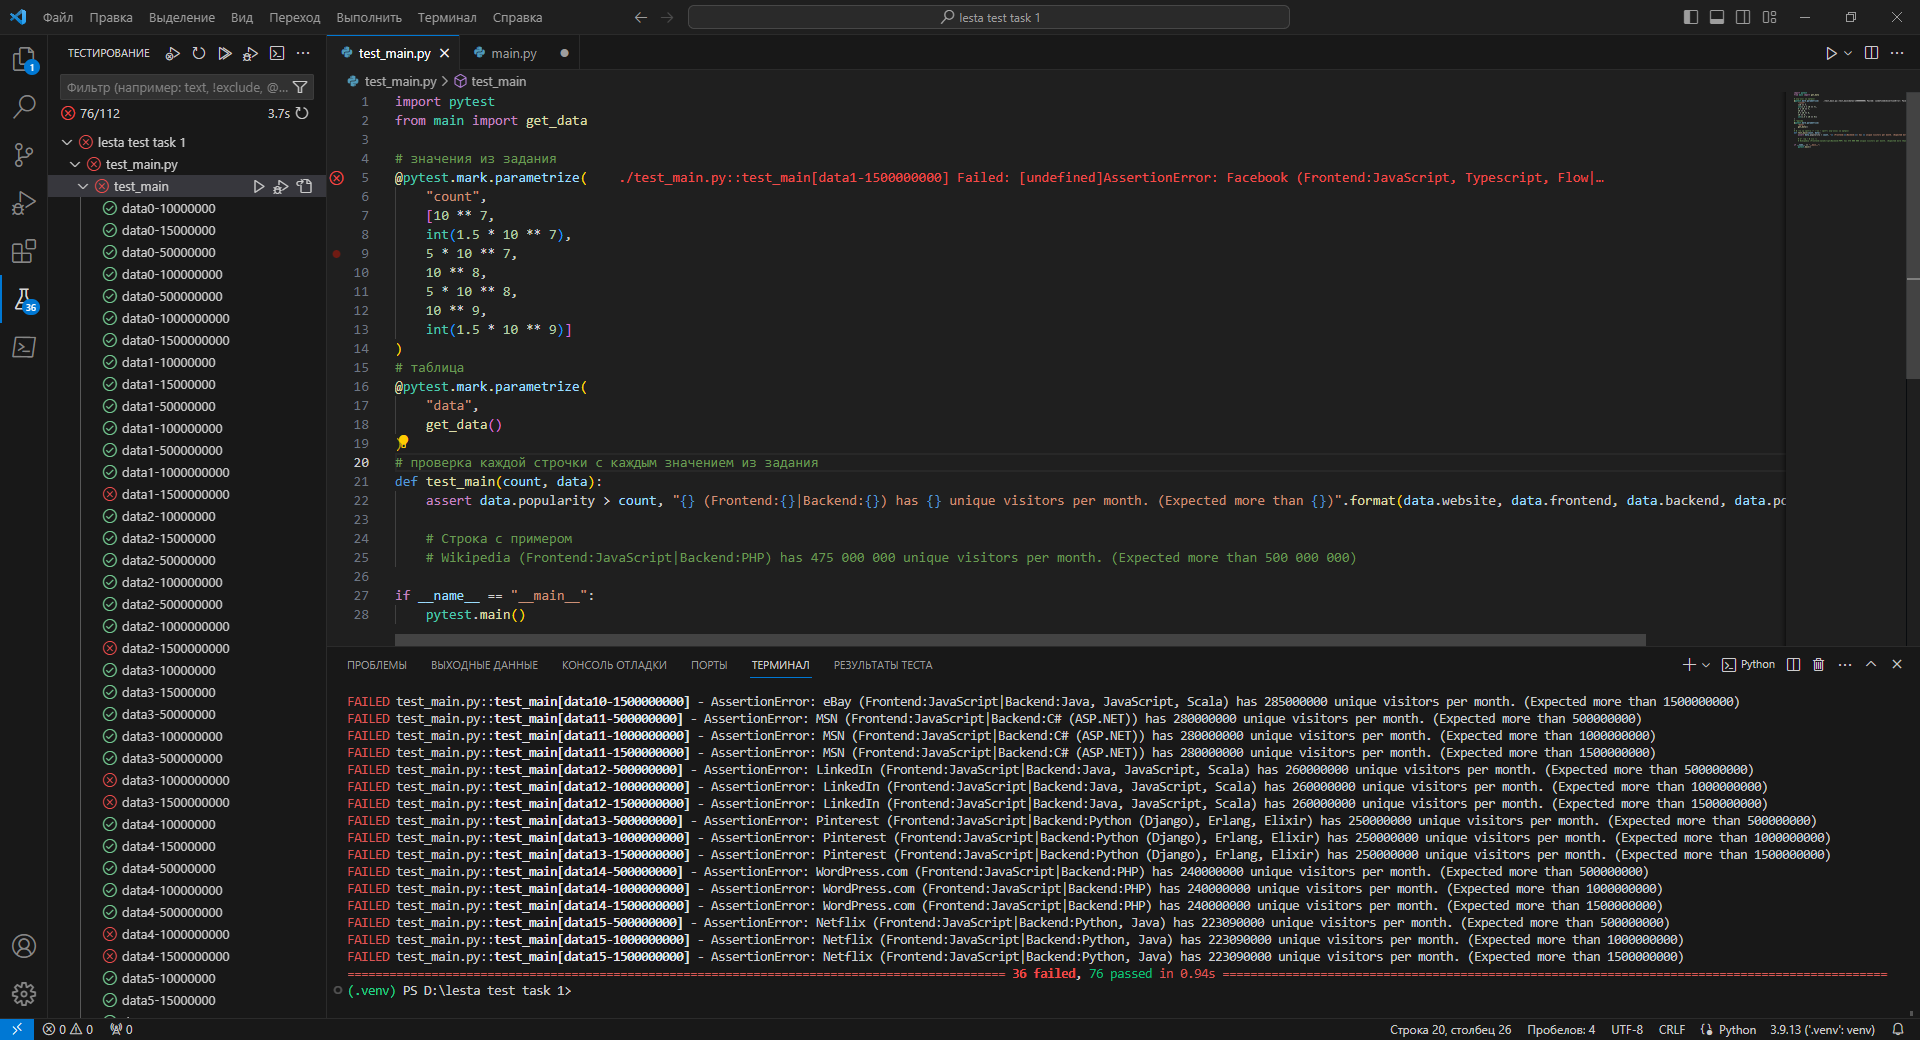 Файл Правка Выделение Вид Переход Выполнить Терминал Справка
lesta test task 1
ТЕСТИРОВАНИЕ
Фильтр (например: text, !exclude, @...
76/112 3.7s
lesta test task 1
test_main.py
test_main
data0-10000000
data0-15000000
data0-50000000
data0-100000000
data0-500000000
data0-1000000000
data0-1500000000
data1-10000000
data1-15000000
data1-50000000
data1-100000000
data1-500000000
data1-1000000000
data1-1500000000
data2-10000000
data2-15000000
data2-50000000
data2-100000000
data2-500000000
data2-1000000000
data2-1500000000
data3-10000000
data3-15000000
data3-50000000
data3-100000000
data3-500000000
data3-1000000000
data3-1500000000
data4-10000000
data4-15000000
data4-50000000
data4-100000000
data4-500000000
data4-1000000000
data4-1500000000
data5-10000000
data5-15000000
1
36
test_main.py main.py
test_main.py > test_main
1 import pytest
2 from main import get_data
3
4 # значения из задания
5 @pytest.mark.parametrize( ./test_main.py::test_main[data1-1500000000] Failed: [undefined]AssertionError: Facebook (Frontend:JavaScript, Typescript, Flow|…
6 "count",
7 [10 ** 7,
8 int(1.5 * 10 ** 7),
9 5 * 10 ** 7,
10 10 ** 8,
11 5 * 10 ** 8,
12 10 ** 9,
13 int(1.5 * 10 ** 9)]
14 )
15 # таблица
16 @pytest.mark.parametrize(
17 "data",
18 get_data()
19 )
20 # проверка каждой строчки с каждым значением из задания
21 def test_main(count, data):
22 assert data.popularity > count, "{} (Frontend:{}|Backend:{}) has {} unique visitors per month. (Expected more than {})".format(data.website, data.frontend, data.backend, data.po
23
24 # Строка с примером
25 # Wikipedia (Frontend:JavaScript|Backend:PHP) has 475 000 000 unique visitors per month. (Expected more than 500 000 000)
26
27 if __name__ == "__main__":
28 pytest.main()
ПРОБЛЕМЫ ВЫХОДНЫЕ ДАННЫЕ КОНСОЛЬ ОТЛАДКИ ПОРТЫ ТЕРМИНАЛ РЕЗУЛЬТАТЫ ТЕСТА Python
FAILED test_main.py::test_main[data10-1500000000] - AssertionError: eBay (Frontend:JavaScript|Backend:Java, JavaScript, Scala) has 285000000 unique visitors per month. (Expected more than 1500000000)
FAILED test_main.py::test_main[data11-500000000] - AssertionError: MSN (Frontend:JavaScript|Backend:C# (ASP.NET)) has 280000000 unique visitors per month. (Expected more than 500000000)
FAILED test_main.py::test_main[data11-1000000000] - AssertionError: MSN (Frontend:JavaScript|Backend:C# (ASP.NET)) has 280000000 unique visitors per month. (Expected more than 1000000000)
FAILED test_main.py::test_main[data11-1500000000] - AssertionError: MSN (Frontend:JavaScript|Backend:C# (ASP.NET)) has 280000000 unique visitors per month. (Expected more than 1500000000)
FAILED test_main.py::test_main[data12-500000000] - AssertionError: LinkedIn (Frontend:JavaScript|Backend:Java, JavaScript, Scala) has 260000000 unique visitors per month. (Expected more than 500000000)
FAILED test_main.py::test_main[data12-1000000000] - AssertionError: LinkedIn (Frontend:JavaScript|Backend:Java, JavaScript, Scala) has 260000000 unique visitors per month. (Expected more than 1000000000)
FAILED test_main.py::test_main[data12-1500000000] - AssertionError: LinkedIn (Frontend:JavaScript|Backend:Java, JavaScript, Scala) has 260000000 unique visitors per month. (Expected more than 1500000000)
FAILED test_main.py::test_main[data13-500000000] - AssertionError: Pinterest (Frontend:JavaScript|Backend:Python (Django), Erlang, Elixir) has 250000000 unique visitors per month. (Expected more than 500000000)
FAILED test_main.py::test_main[data13-1000000000] - AssertionError: Pinterest (Frontend:JavaScript|Backend:Python (Django), Erlang, Elixir) has 250000000 unique visitors per month. (Expected more than 1000000000)
FAILED test_main.py::test_main[data13-1500000000] - AssertionError: Pinterest (Frontend:JavaScript|Backend:Python (Django), Erlang, Elixir) has 250000000 unique visitors per month. (Expected more than 1500000000)
FAILED test_main.py::test_main[data14-500000000] - AssertionError: WordPress.com (Frontend:JavaScript|Backend:PHP) has 240000000 unique visitors per month. (Expected more than 500000000)
FAILED test_main.py::test_main[data14-1000000000] - AssertionError: WordPress.com (Frontend:JavaScript|Backend:PHP) has 240000000 unique visitors per month. (Expected more than 1000000000)
FAILED test_main.py::test_main[data14-1500000000] - AssertionError: WordPress.com (Frontend:JavaScript|Backend:PHP) has 240000000 unique visitors per month. (Expected more than 1500000000)
FAILED test_main.py::test_main[data15-500000000] - AssertionError: Netflix (Frontend:JavaScript|Backend:Python, Java) has 223090000 unique visitors per month. (Expected more than 500000000)
FAILED test_main.py::test_main[data15-1000000000] - AssertionError: Netflix (Frontend:JavaScript|Backend:Python, Java) has 223090000 unique visitors per month. (Expected more than 1000000000)
FAILED test_main.py::test_main[data15-1500000000] - AssertionError: Netflix (Frontend:JavaScript|Backend:Python, Java) has 223090000 unique visitors per month. (Expected more than 1500000000)
36 failed, 76 passed in 0.94s
(.venv) PS D:\lesta test task 1>
0 0 0 Строка 20, столбец 26 Пробелов: 4 UTF-8 CRLF Python 3.9.13 ('.venv': venv)